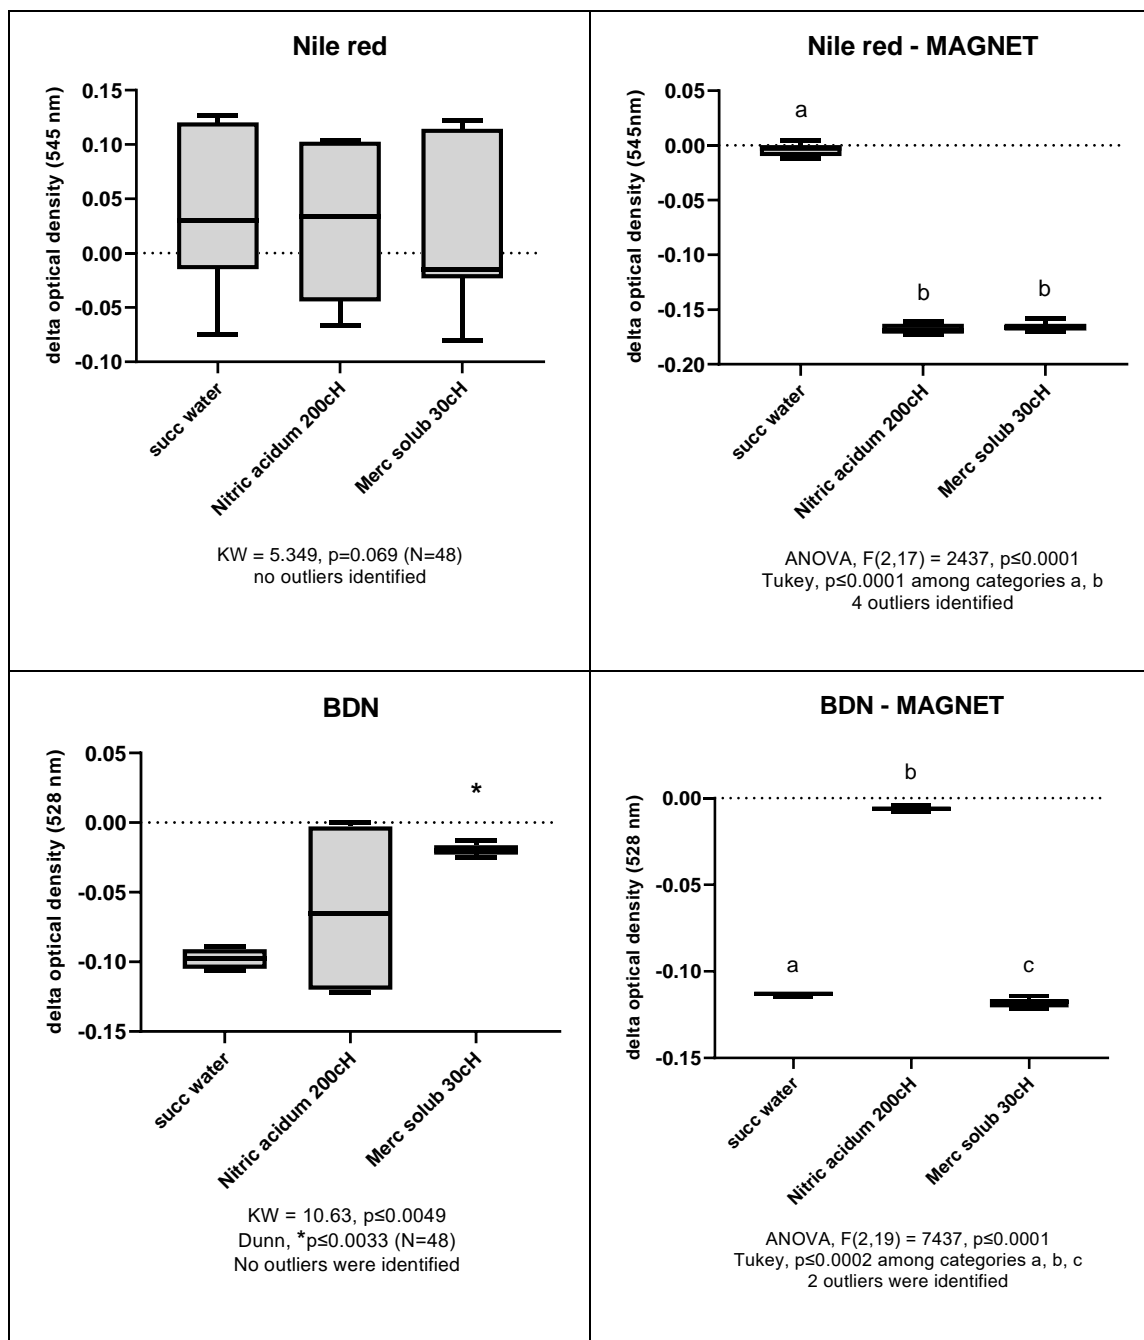 Nile red
delta optical density (545 nm)
0.15
0.10
0.05
0.00
-0.05
-0.10
succ water
Nitric acidum 200cH
Merc solub 30cH
KW = 5.349, p=0.069 (N=48)
no outliers identified
Nile red - MAGNET
delta optical density (545nm)
0.05
0.00
-0.05
-0.10
-0.15
-0.20
a
b
b
succ water
Nitric acidum 200cH
Merc solub 30cH
ANOVA, F(2,17) = 2437, p≤0.0001
Tukey, p≤0.0001 among categories a, b
4 outliers identified
BDN
delta optical density (528 nm)
0.05
0.00
-0.05
-0.10
-0.15
*
succ water
Nitric acidum 200cH
Merc solub 30cH
KW = 10.63, p≤0.0049
Dunn, *p≤0.0033 (N=48)
No outliers were identified
BDN - MAGNET
delta optical density (528 nm)
0.00
-0.05
-0.10
-0.15
a
b
c
succ water
Nitric acidum 200cH
Merc solub 30cH
ANOVA, F(2,19) = 7437, p≤0.0001
Tukey, p≤0.0002 among categories a, b, c
2 outliers were identified